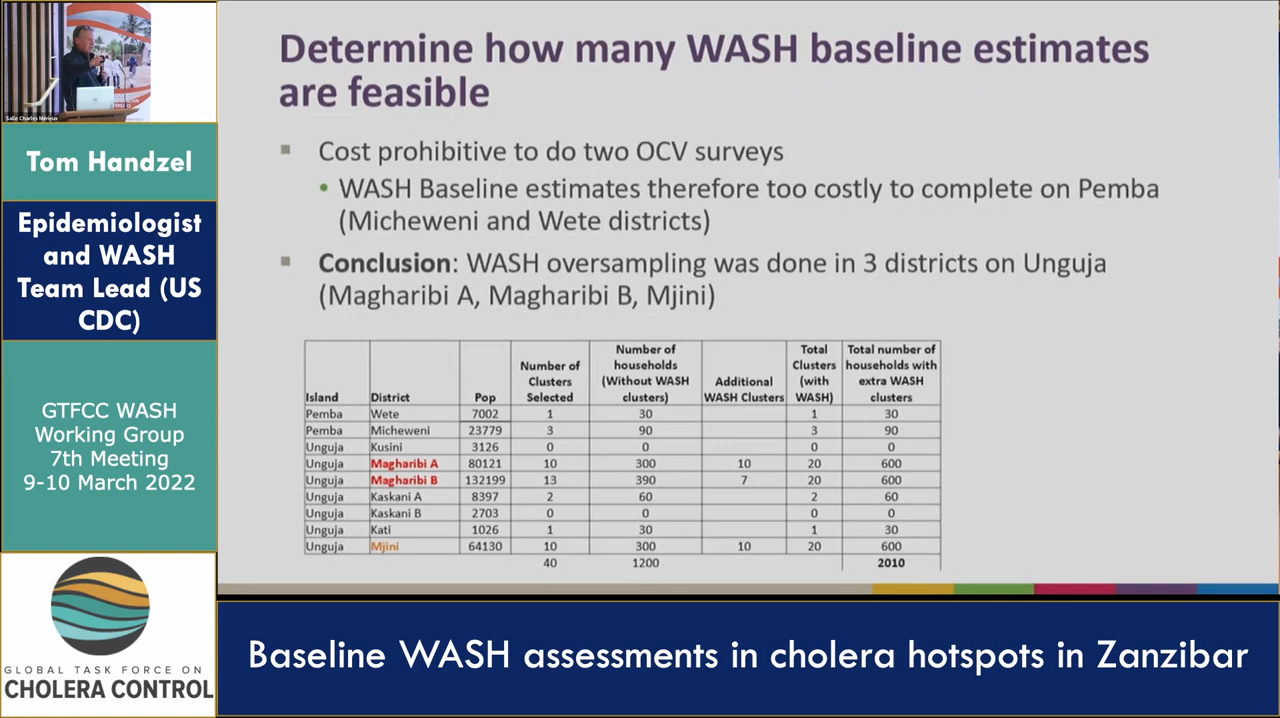 Salle Charles Mérieux
Tom Handzel
Epidemiologist
and WASH
Team Lead (US
CDC)
GTFCC WASH
Working Group
7th Meeting
9-10 March 2022
GLOBAL TASK FORCE ON
CHOLERA CONTROL
Determine how many WASH baseline estimates
are feasible
▪ Cost prohibitive to do two OCV surveys
• WASH Baseline estimates therefore too costly to complete on Pemba
(Micheweni and Wete districts)
▪ Conclusion: WASH oversampling was done in 3 districts on Unguja
(Magharibi A, Magharibi B, Mjini)
Island District Pop Number of Clusters Selected Number of households (Without WASH clusters) Additional WASH Clusters Total Clusters (with WASH) Total number of households with extra WASH clusters
Pemba Wete 7002 1 30 1 30
Pemba Micheweni 23779 3 90 3 90
Unguja Kusini 3126 0 0 0 0
Unguja Magharibi A 80121 10 300 10 20 600
Unguja Magharibi B 132199 13 390 7 20 600
Unguja Kaskani A 8397 2 60 2 60
Unguja Kaskani B 2703 0 0 0 0
Unguja Kati 1026 1 30 1 30
Unguja Mjini 64130 10 300 10 20 600
40 1200 2010
Baseline WASH assessments in cholera hotspots in Zanzibar